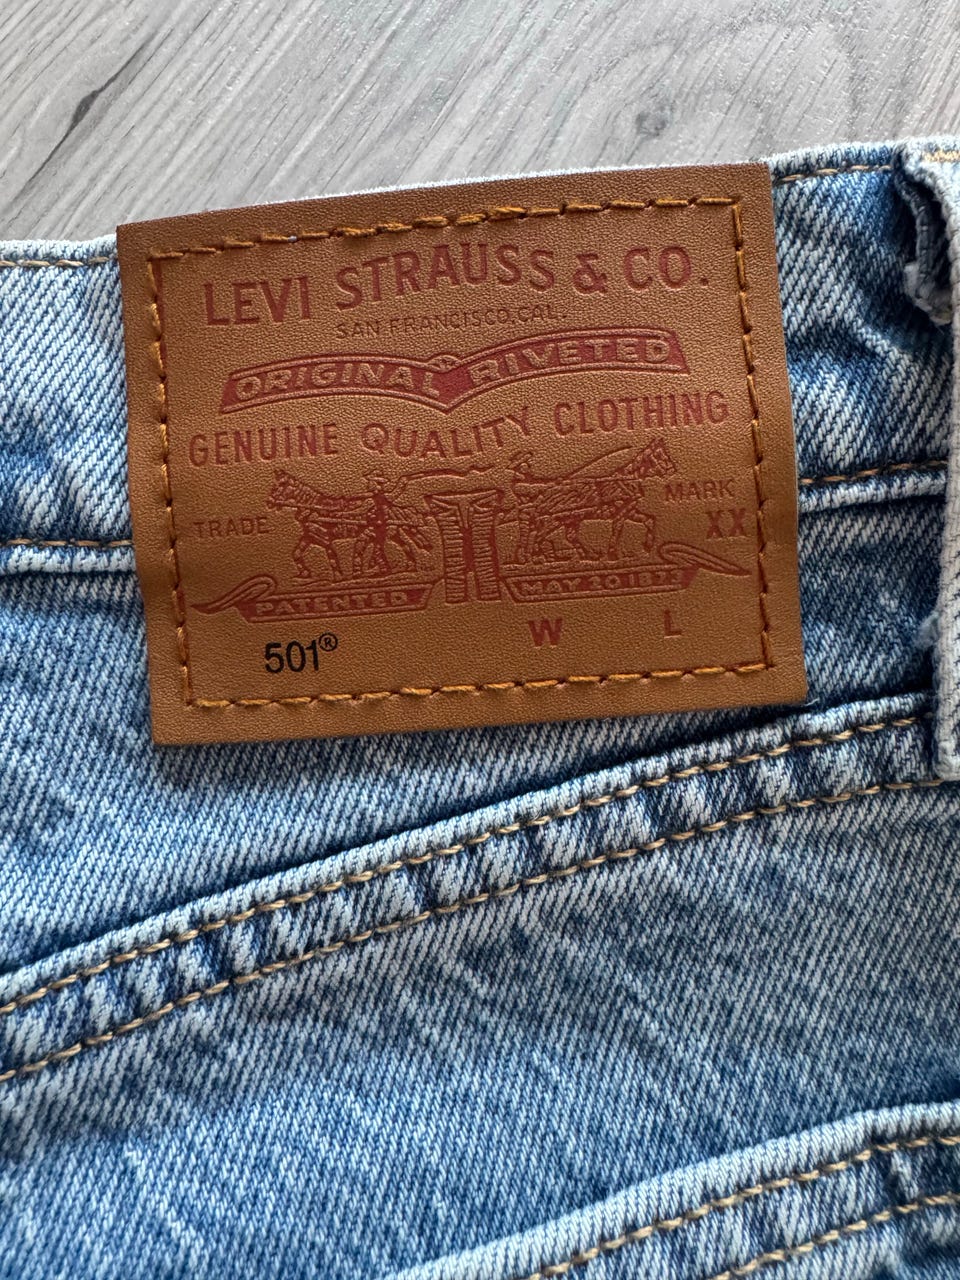 LEVI STRAUSS & CO.
SAN FRANCISCO, CAL.
ORIGINAL RIVETED
GENUINE QUALITY CLOTHING
TRADE MARK
XX
PATENTED MAY 20 1873
501® W L